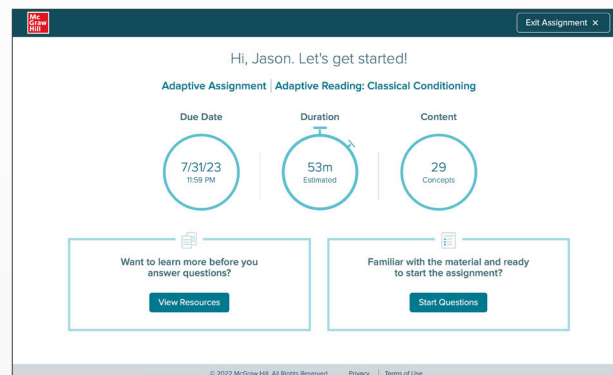 Mc
Graw
Hill
Exit Assignment ×
Hi, Jason. Let's get started!
Adaptive Assignment | Adaptive Reading: Classical Conditioning
Due Date
Duration
Content
7/31/23
11:59 PM
53m
Estimated
29
Concepts
Want to learn more before you
answer questions?
View Resources
Familiar with the material and ready
to start the assignment?
Start Questions
© 2022 McGraw Hill. All Rights Reserved. Privacy | Terms of Use